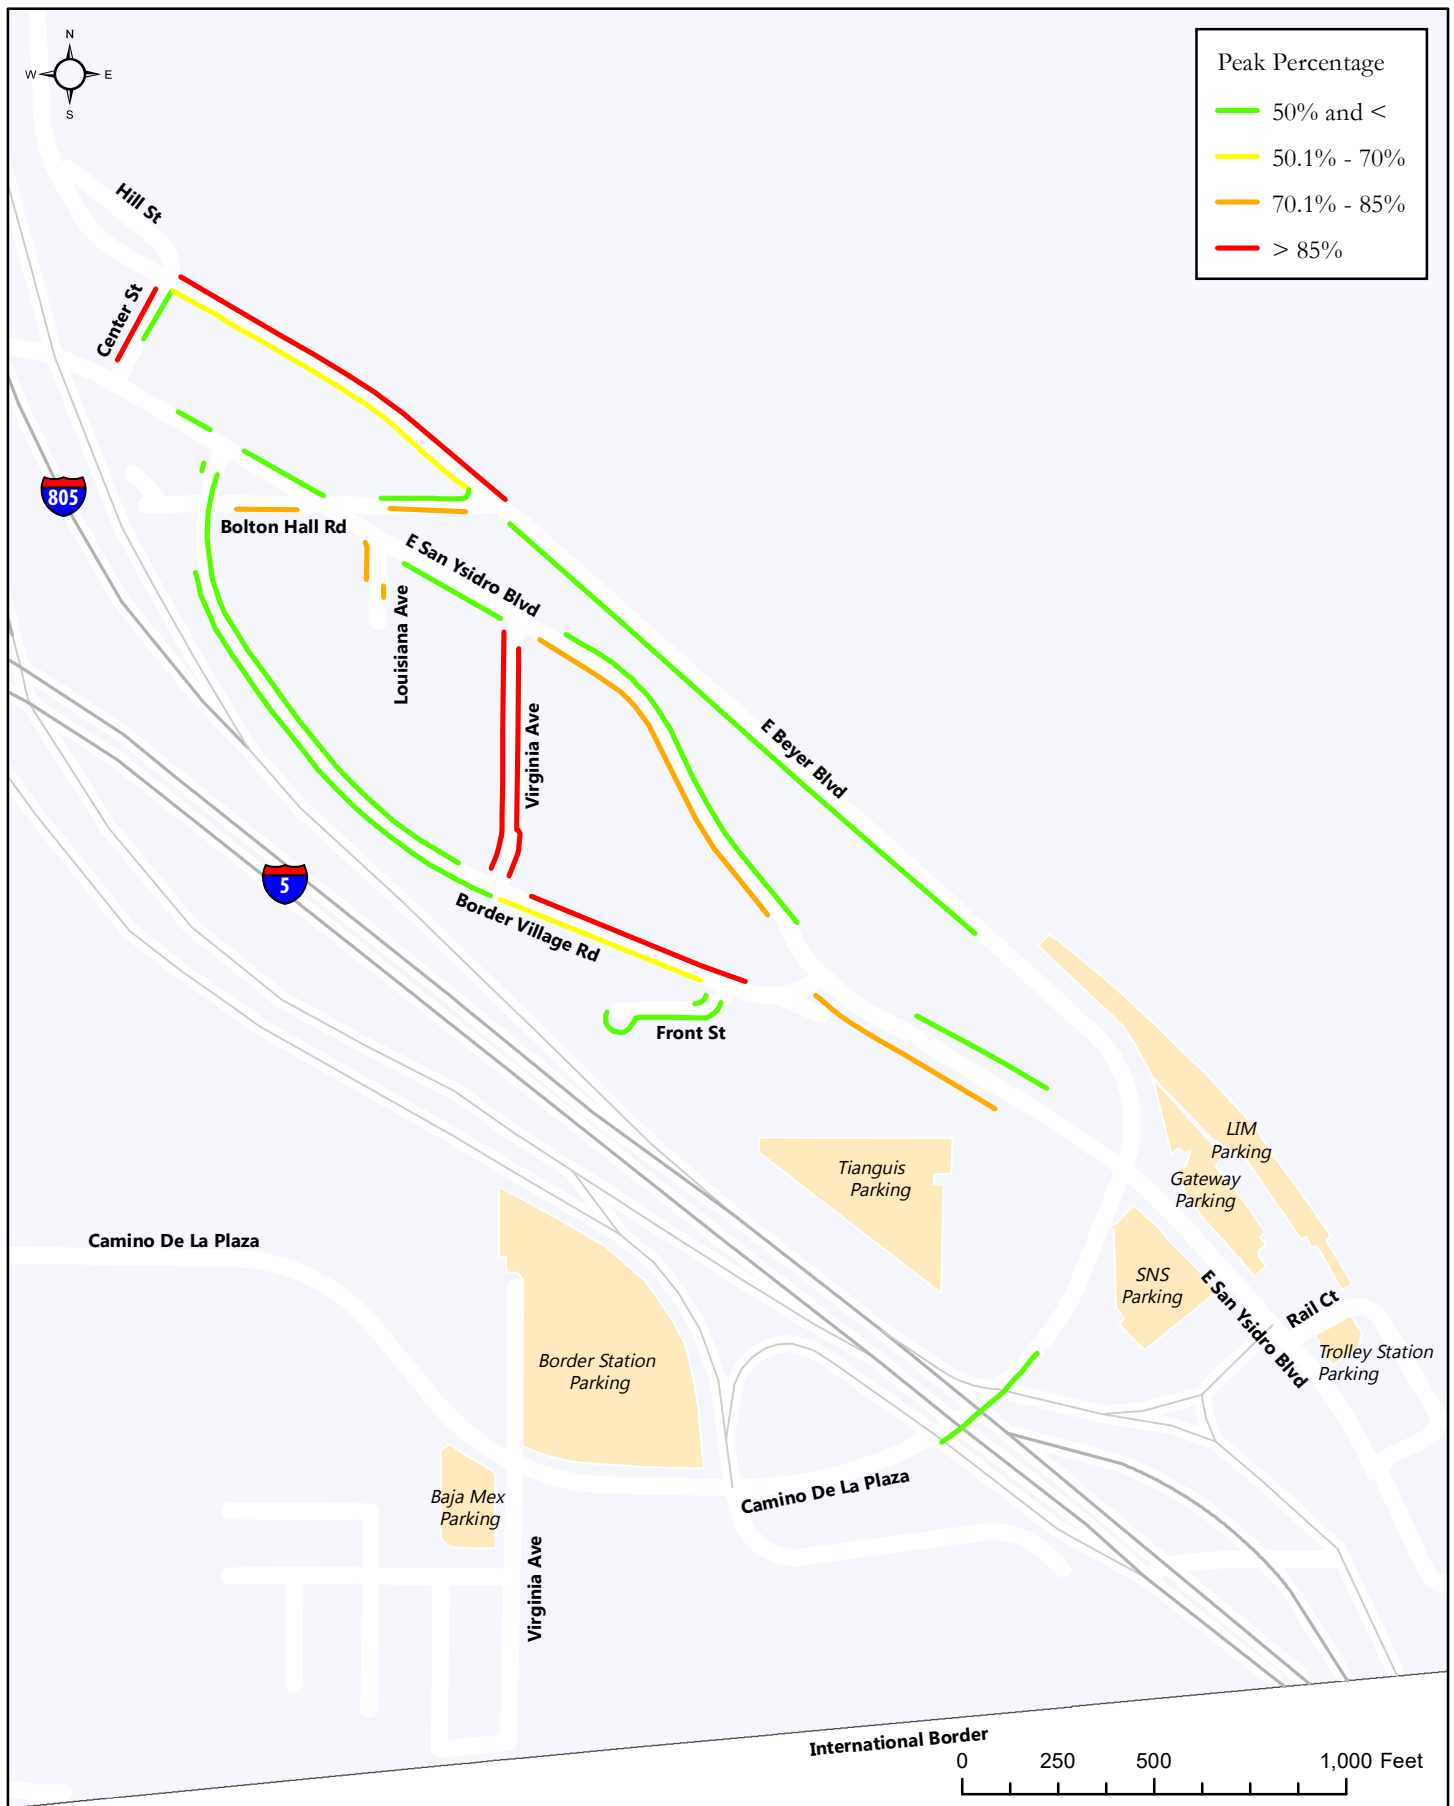 N
W
E
S
Peak Percentage
50% and <
50.1% - 70%
70.1% - 85%
> 85%
Hill St
Center St
805
Bolton Hall Rd
E San Ysidro Blvd
Louisiana Ave
Virginia Ave
E Beyer Blvd
5
Border Village Rd
Front St
LIM
Parking
Tianguis
Parking
Gateway
Parking
Camino De La Plaza
SNS
Parking
E San Ysidro Blvd
Rail Ct
Border Station
Parking
Trolley Station
Parking
Baja Mex
Parking
Camino De La Plaza
Virginia Ave
International Border
0
250
500
1,000 Feet